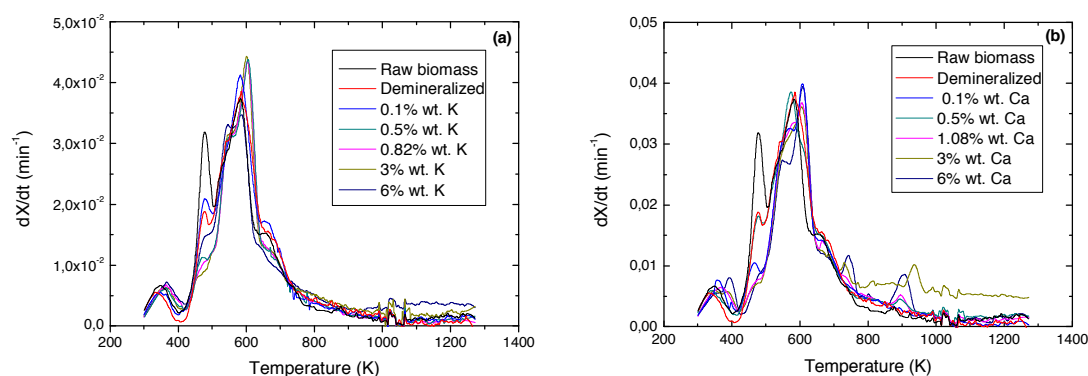 (a)
5,0x10⁻²
4,0x10⁻²
3,0x10⁻²
2,0x10⁻²
1,0x10⁻²
0,0
dX/dt (min⁻¹)
Raw biomass
Demineralized
0.1% wt. K
0.5% wt. K
0.82% wt. K
3% wt. K
6% wt. K
200 400 600 800 1000 1200 1400
Temperature (K)
(b)
0,05
0,04
0,03
0,02
0,01
0,00
dX/dt (min⁻¹)
Raw biomass
Demineralized
0.1% wt. Ca
0.5% wt. Ca
1.08% wt. Ca
3% wt. Ca
6% wt. Ca
200 400 600 800 1000 1200 1400
Temperature (K)